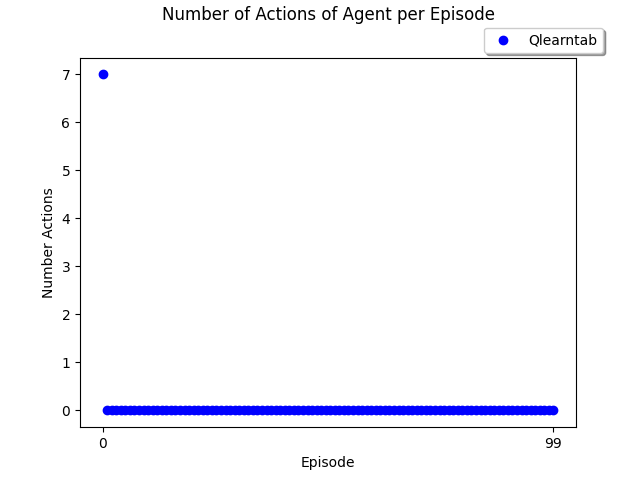 Number of Actions of Agent per Episode
Qlearntab
7
6
5
4
3
2
1
0
Number Actions
0 99
Episode